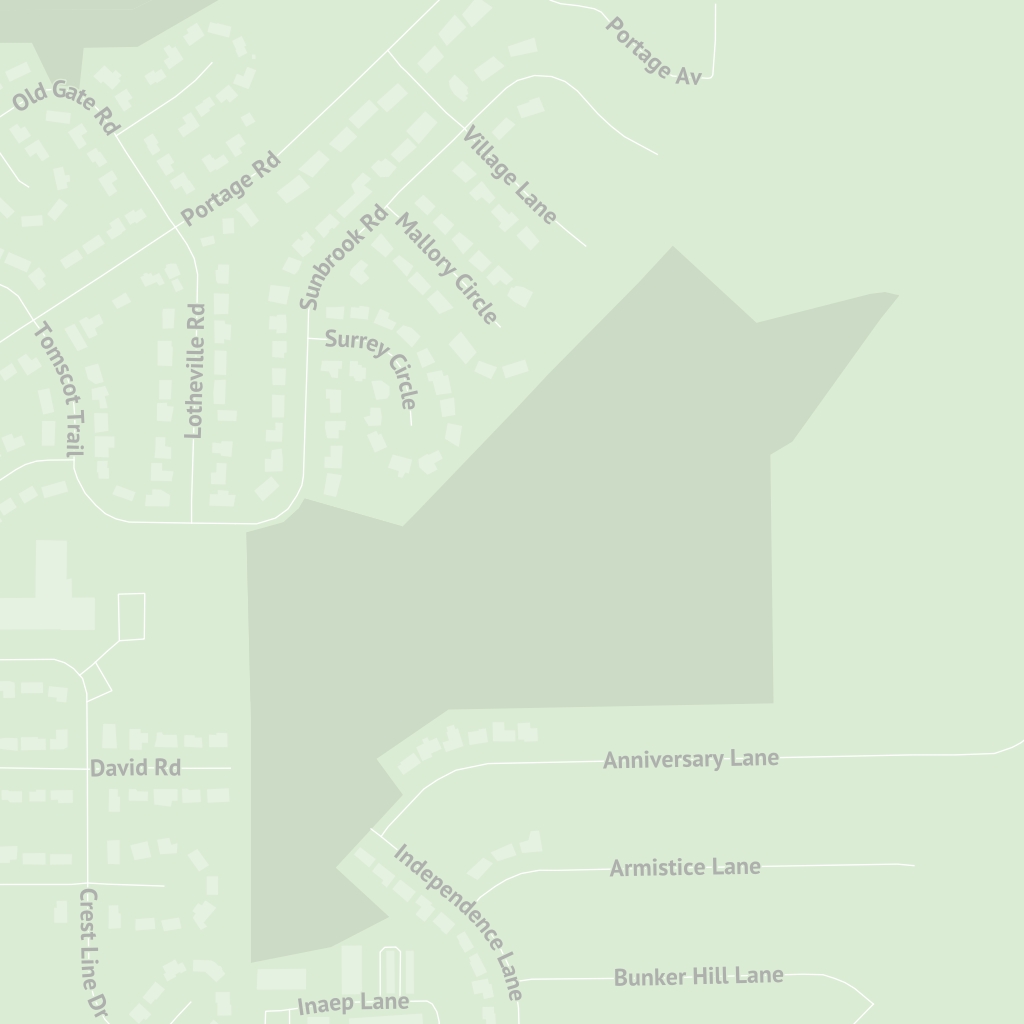 Portage Av
Old Gate Rd
Village Lane
Portage Rd
Mallory Circle
Sunbrook Rd
Lotheville Rd
Surrey Circle
Tomscot Trail
Anniversary Lane
David Rd
Armistice Lane
Independence Lane
Crest Line Dr
Bunker Hill Lane
Inaep Lane